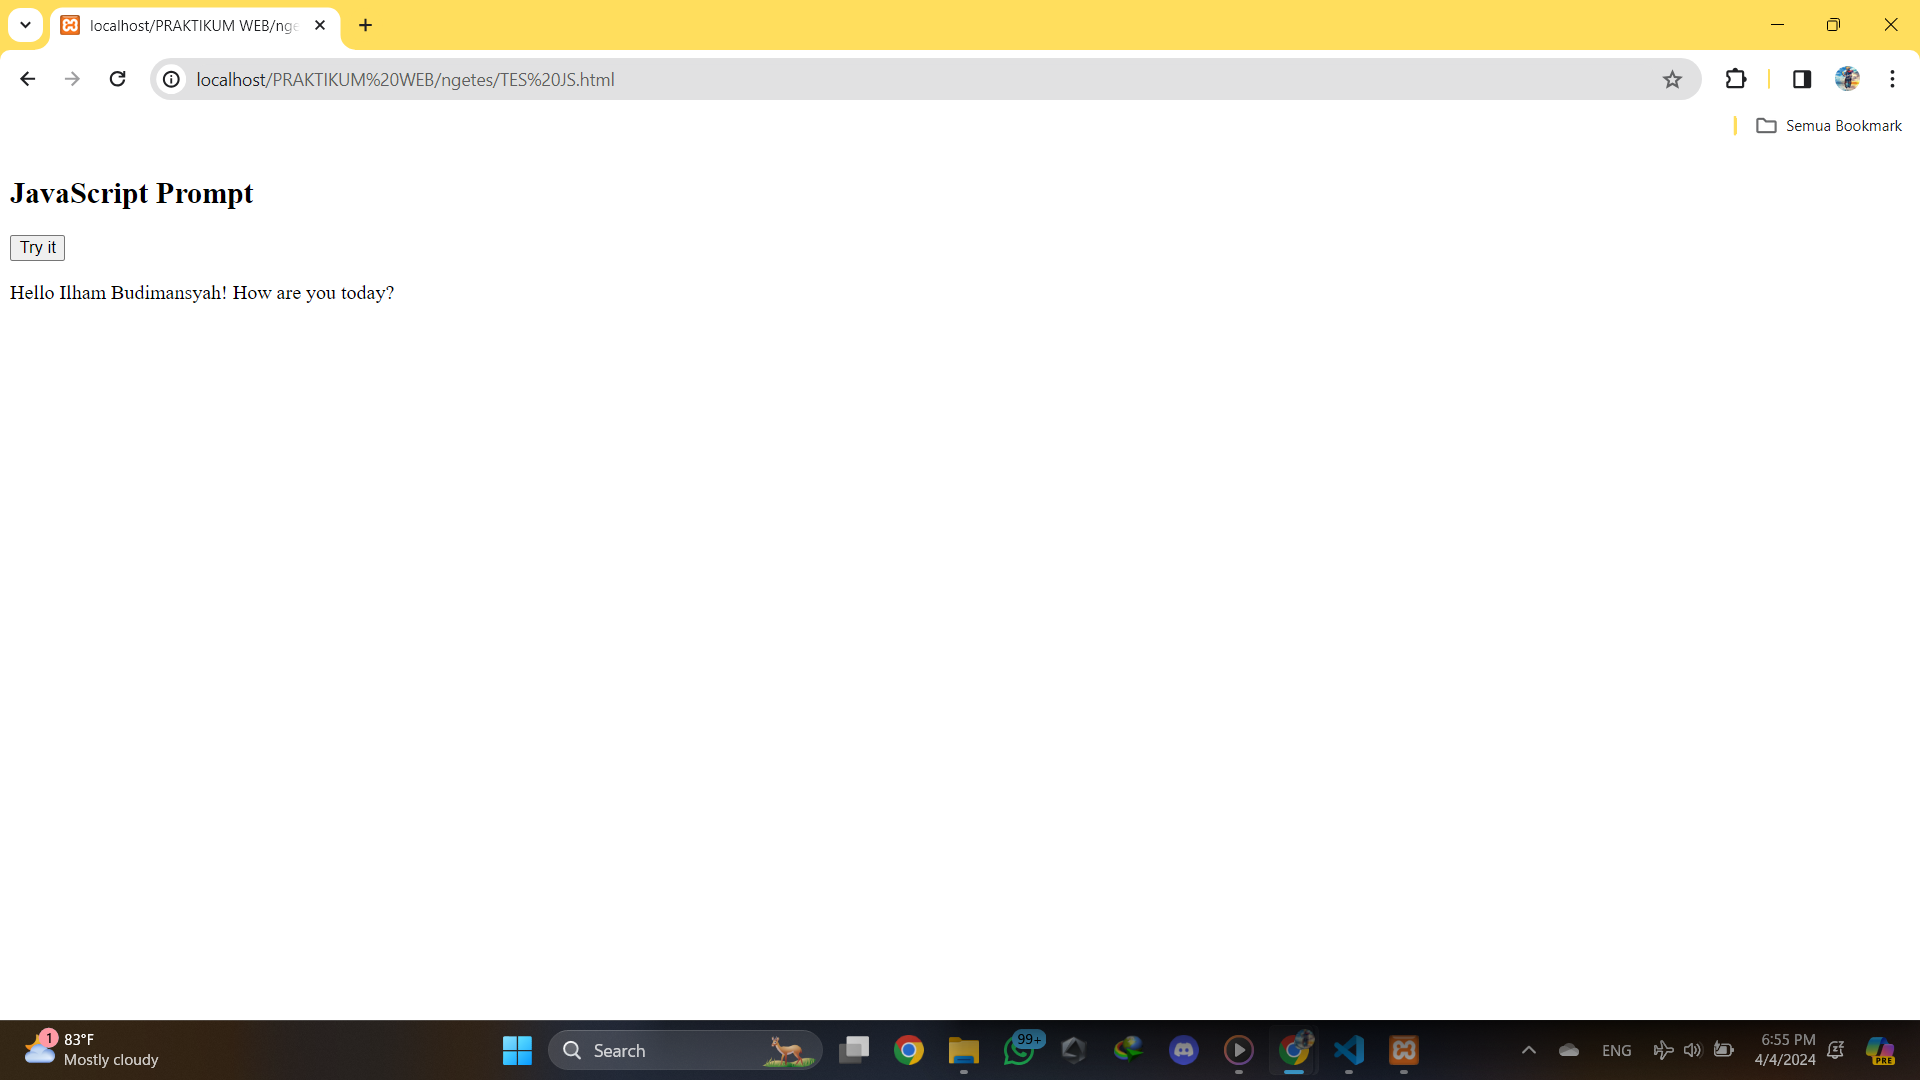 localhost/PRAKTIKUM WEB/nge
localhost/PRAKTIKUM%20WEB/ngetes/TES%20JS.html
Semua Bookmark
JavaScript Prompt
Try it
Hello Ilham Budimansyah! How are you today?
1
83°F
Mostly cloudy
Search
99+
ENG
6:55 PM
4/4/2024
PRE